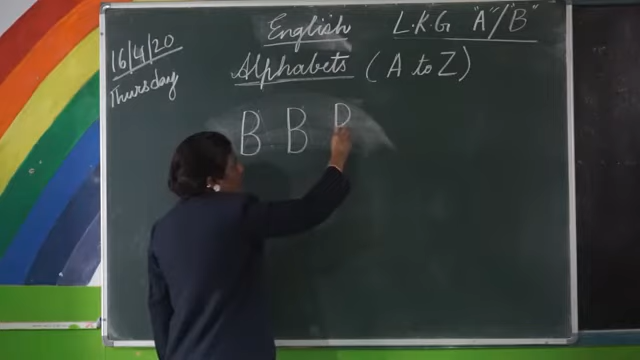 16/4/20
Thursday
English L.K.G "A"/"B"
Alphabets (A to Z)
B B B